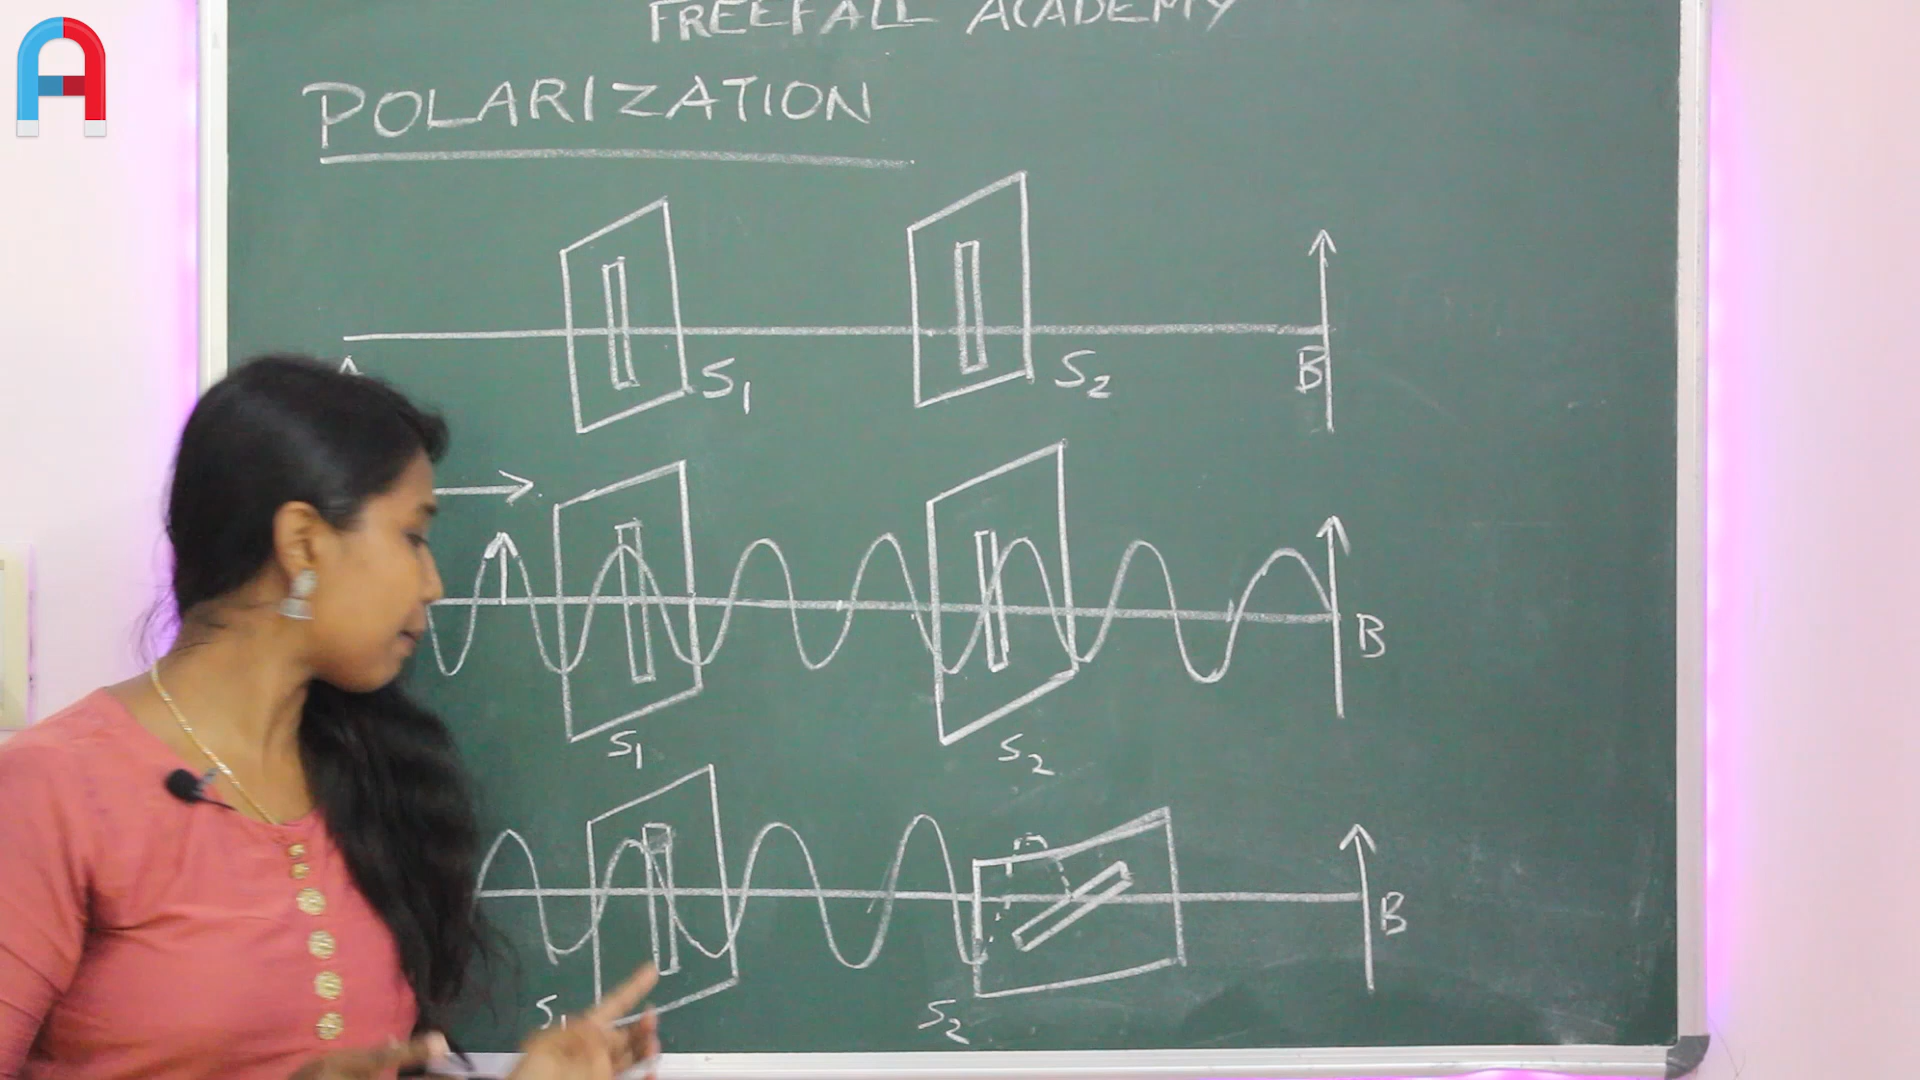 FREEFALL ACADEMY
POLARIZATION
S1 S2 B
B
S1 S2
B
S1 S2